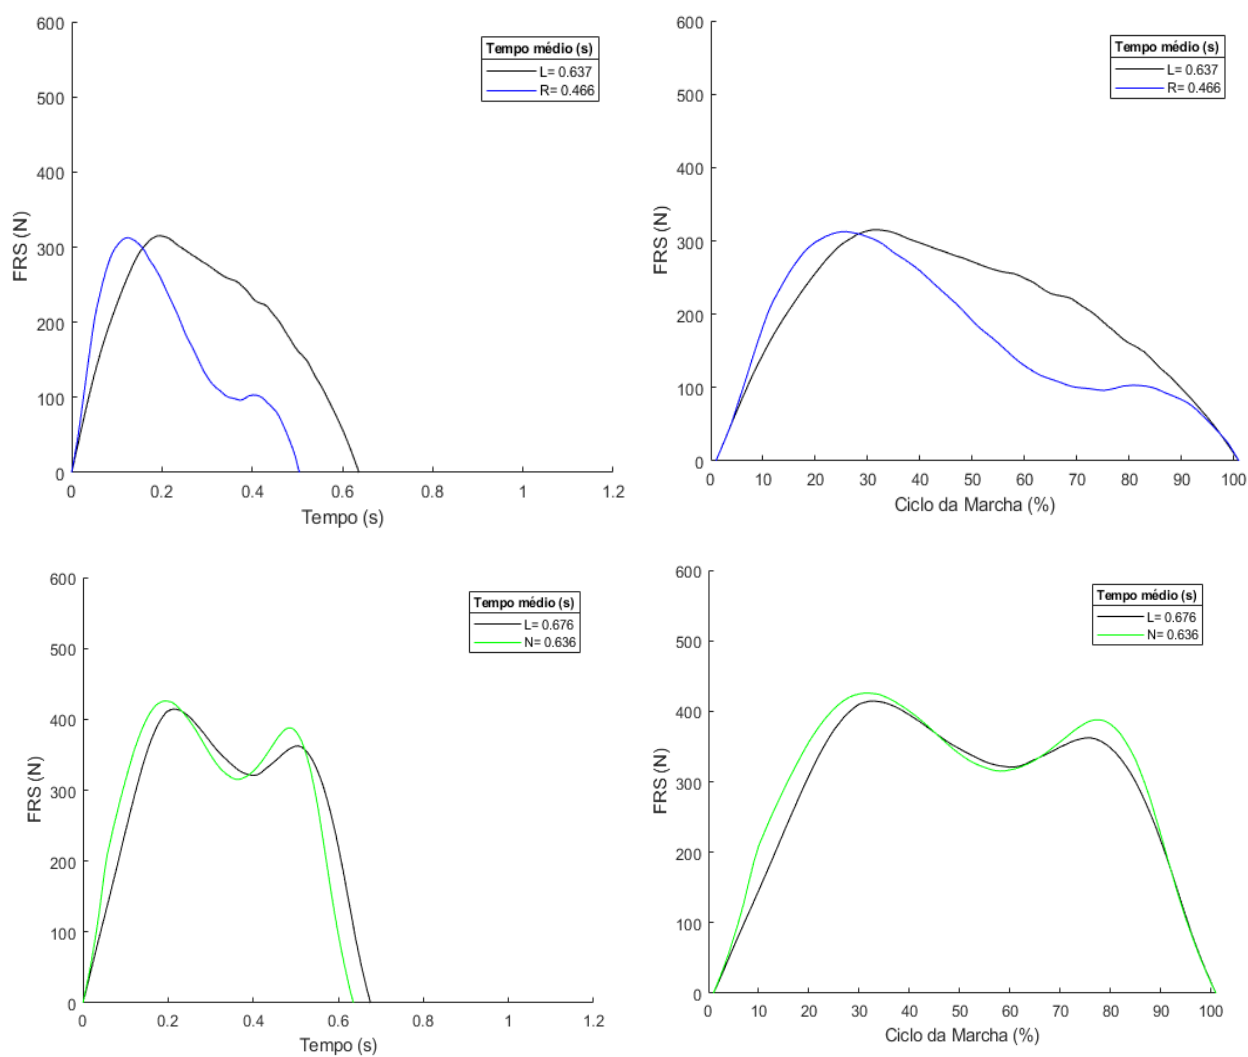 600
500
400
300
200
100
0
FRS (N)
Tempo médio (s)
L= 0.637
R= 0.466
0 0.2 0.4 0.6 0.8 1 1.2
Tempo (s)
600
500
400
300
200
100
0
FRS (N)
Tempo médio (s)
L= 0.637
R= 0.466
0 10 20 30 40 50 60 70 80 90 100
Ciclo da Marcha (%)
600
500
400
300
200
100
0
FRS (N)
Tempo médio (s)
L= 0.676
N= 0.636
0 0.2 0.4 0.6 0.8 1 1.2
Tempo (s)
600
500
400
300
200
100
0
FRS (N)
Tempo médio (s)
L= 0.676
N= 0.636
0 10 20 30 40 50 60 70 80 90 100
Ciclo da Marcha (%)